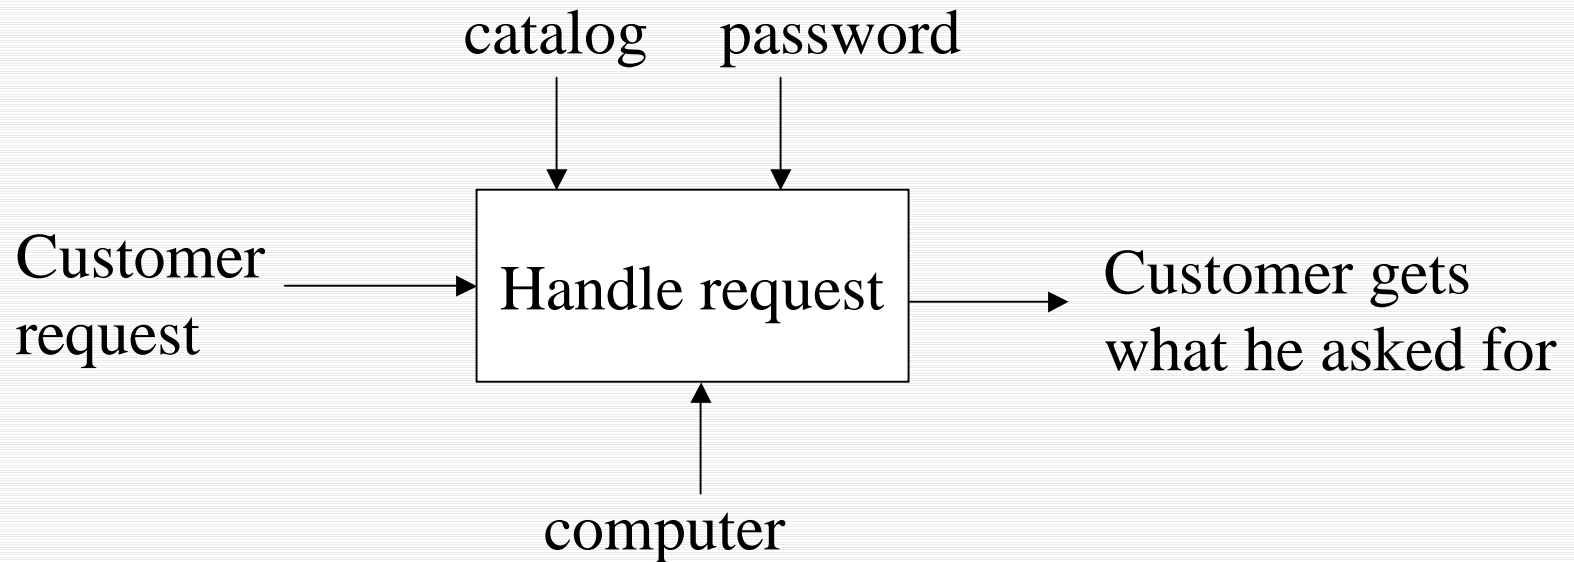 catalog password
Customer
request
Handle request
Customer gets
what he asked for
computer